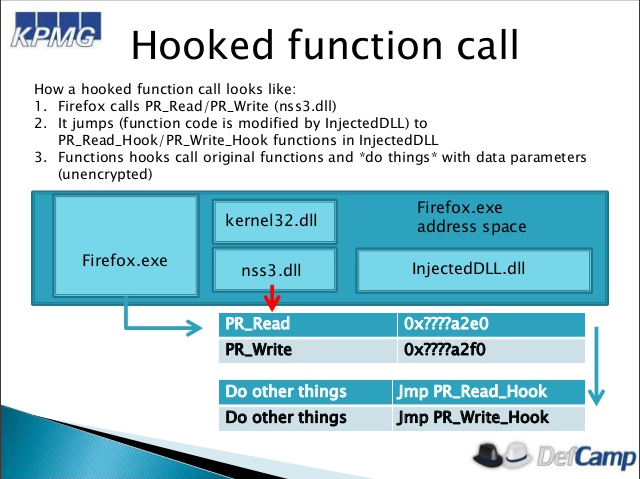 KPMG
Hooked function call
How a hooked function call looks like:
1. Firefox calls PR_Read/PR_Write (nss3.dll)
2. It jumps (function code is modified by InjectedDLL) to
PR_Read_Hook/PR_Write_Hook functions in InjectedDLL
3. Functions hooks call original functions and *do things* with data parameters
(unencrypted)
Firefox.exe
kernel32.dll
nss3.dll
Firefox.exe
address space
InjectedDLL.dll
PR_Read 0x????a2e0
PR_Write 0x????a2f0
Do other things Jmp PR_Read_Hook
Do other things Jmp PR_Write_Hook
DefCamp